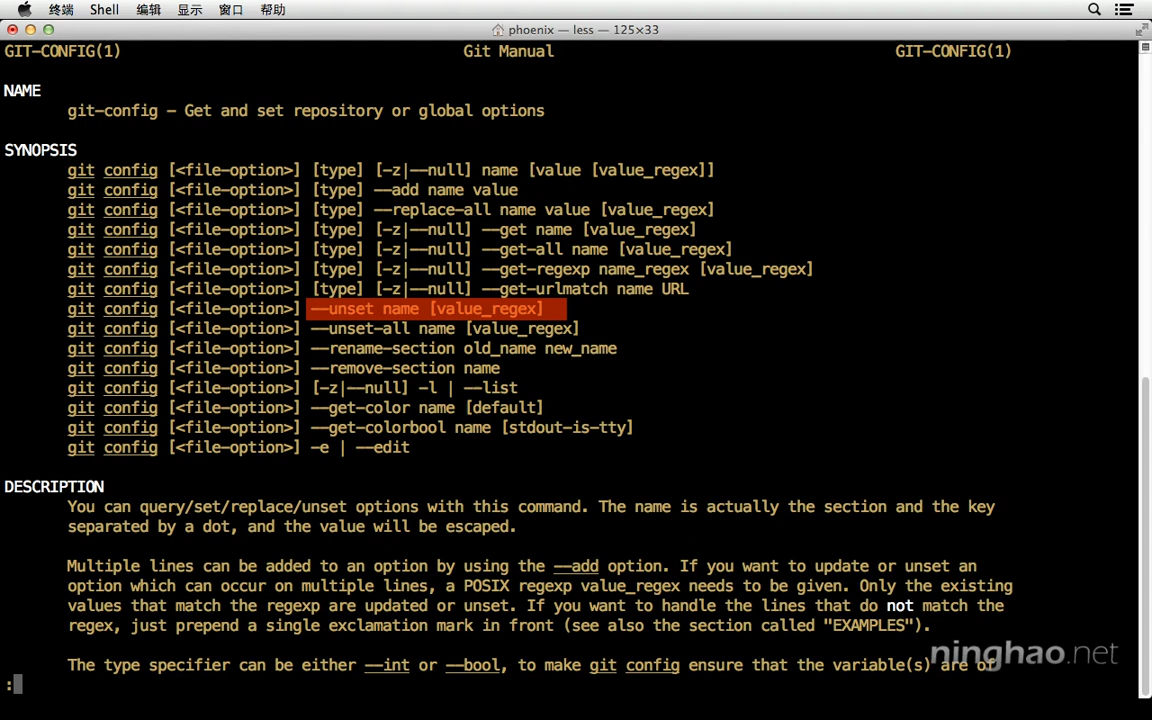 终端 Shell 编辑 显示 窗口 帮助
phoenix — less — 125×33
GIT-CONFIG(1) Git Manual GIT-CONFIG(1)
NAME
git-config - Get and set repository or global options
SYNOPSIS
git config [<file-option>] [type] [-z|--null] name [value [value_regex]]
git config [<file-option>] [type] --add name value
git config [<file-option>] [type] --replace-all name value [value_regex]
git config [<file-option>] [type] [-z|--null] --get name [value_regex]
git config [<file-option>] [type] [-z|--null] --get-all name [value_regex]
git config [<file-option>] [type] [-z|--null] --get-regexp name_regex [value_regex]
git config [<file-option>] [type] [-z|--null] --get-urlmatch name URL
git config [<file-option>] --unset name [value_regex]
git config [<file-option>] --unset-all name [value_regex]
git config [<file-option>] --rename-section old_name new_name
git config [<file-option>] --remove-section name
git config [<file-option>] [-z|--null] -l | --list
git config [<file-option>] --get-color name [default]
git config [<file-option>] --get-colorbool name [stdout-is-tty]
git config [<file-option>] -e | --edit
DESCRIPTION
You can query/set/replace/unset options with this command. The name is actually the section and the key
separated by a dot, and the value will be escaped.
Multiple lines can be added to an option by using the --add option. If you want to update or unset an
option which can occur on multiple lines, a POSIX regexp value_regex needs to be given. Only the existing
values that match the regexp are updated or unset. If you want to handle the lines that do not match the
regex, just prepend a single exclamation mark in front (see also the section called "EXAMPLES").
The type specifier can be either --int or --bool, to make git config ensure that the variable(s) are of
ninghao.net
: